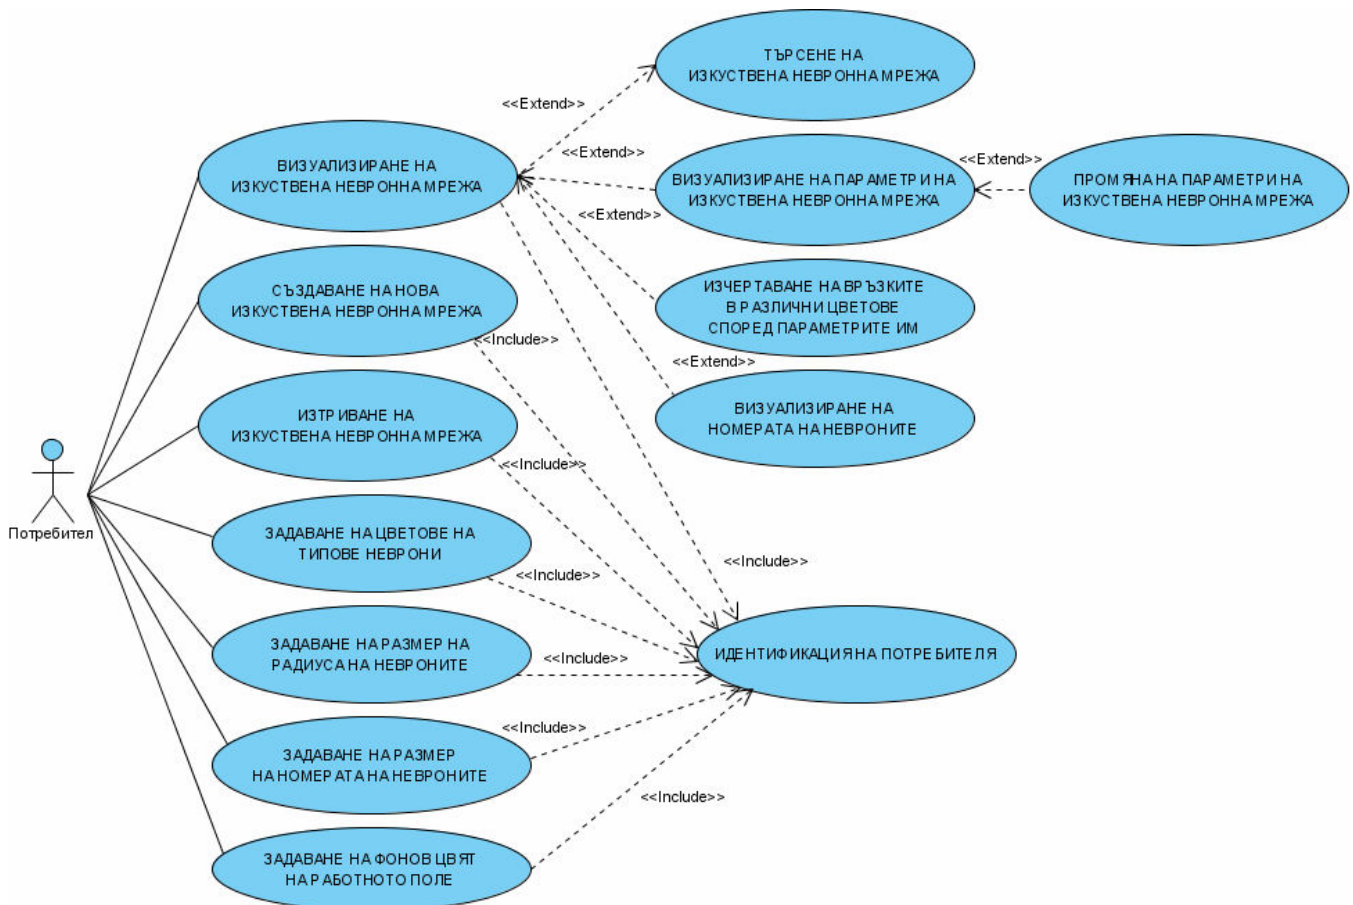 ТЪРСЕНЕ НА
ИЗКУСТВЕНА НЕВРОННА МРЕЖА
<<Extend>>
ВИЗУАЛИЗИРАНЕ НА
ИЗКУСТВЕНА НЕВРОННА МРЕЖА
<<Extend>>
ВИЗУАЛИЗИРАНЕ НА ПАРАМЕТРИ НА
ИЗКУСТВЕНА НЕВРОННА МРЕЖА
<<Extend>>
ПРОМЯНА НА ПАРАМЕТРИ НА
ИЗКУСТВЕНА НЕВРОННА МРЕЖА
<<Extend>>
СЪЗДАВАНЕ НА НОВА
ИЗКУСТВЕНА НЕВРОННА МРЕЖА
ИЗЧЕРТАВАНЕ НА ВРЪЗКИТЕ
В РАЗЛИЧНИ ЦВЕТОВЕ
СПОРЕД ПАРАМЕТРИТЕ ИМ
<<Include>>
<<Extend>>
ИЗТРИВАНЕ НА
ИЗКУСТВЕНА НЕВРОННА МРЕЖА
ВИЗУАЛИЗИРАНЕ НА
НОМЕРАТА НА НЕВРОНИТЕ
<<Include>>
Потребител
ЗАДАВАНЕ НА ЦВЕТОВЕ НА
ТИПОВЕ НЕВРОНИ
<<Include>>
<<Include>>
ЗАДАВАНЕ НА РАЗМЕР НА
РАДИУСА НА НЕВРОНИТЕ
<<Include>>
ИДЕНТИФИКАЦИЯ НА ПОТРЕБИТЕЛЯ
ЗАДАВАНЕ НА РАЗМЕР
НА НОМЕРАТА НА НЕВРОНИТЕ
<<Include>>
<<Include>>
ЗАДАВАНЕ НА ФОНОВ ЦВЯТ
НА РАБОТНОТО ПОЛЕ